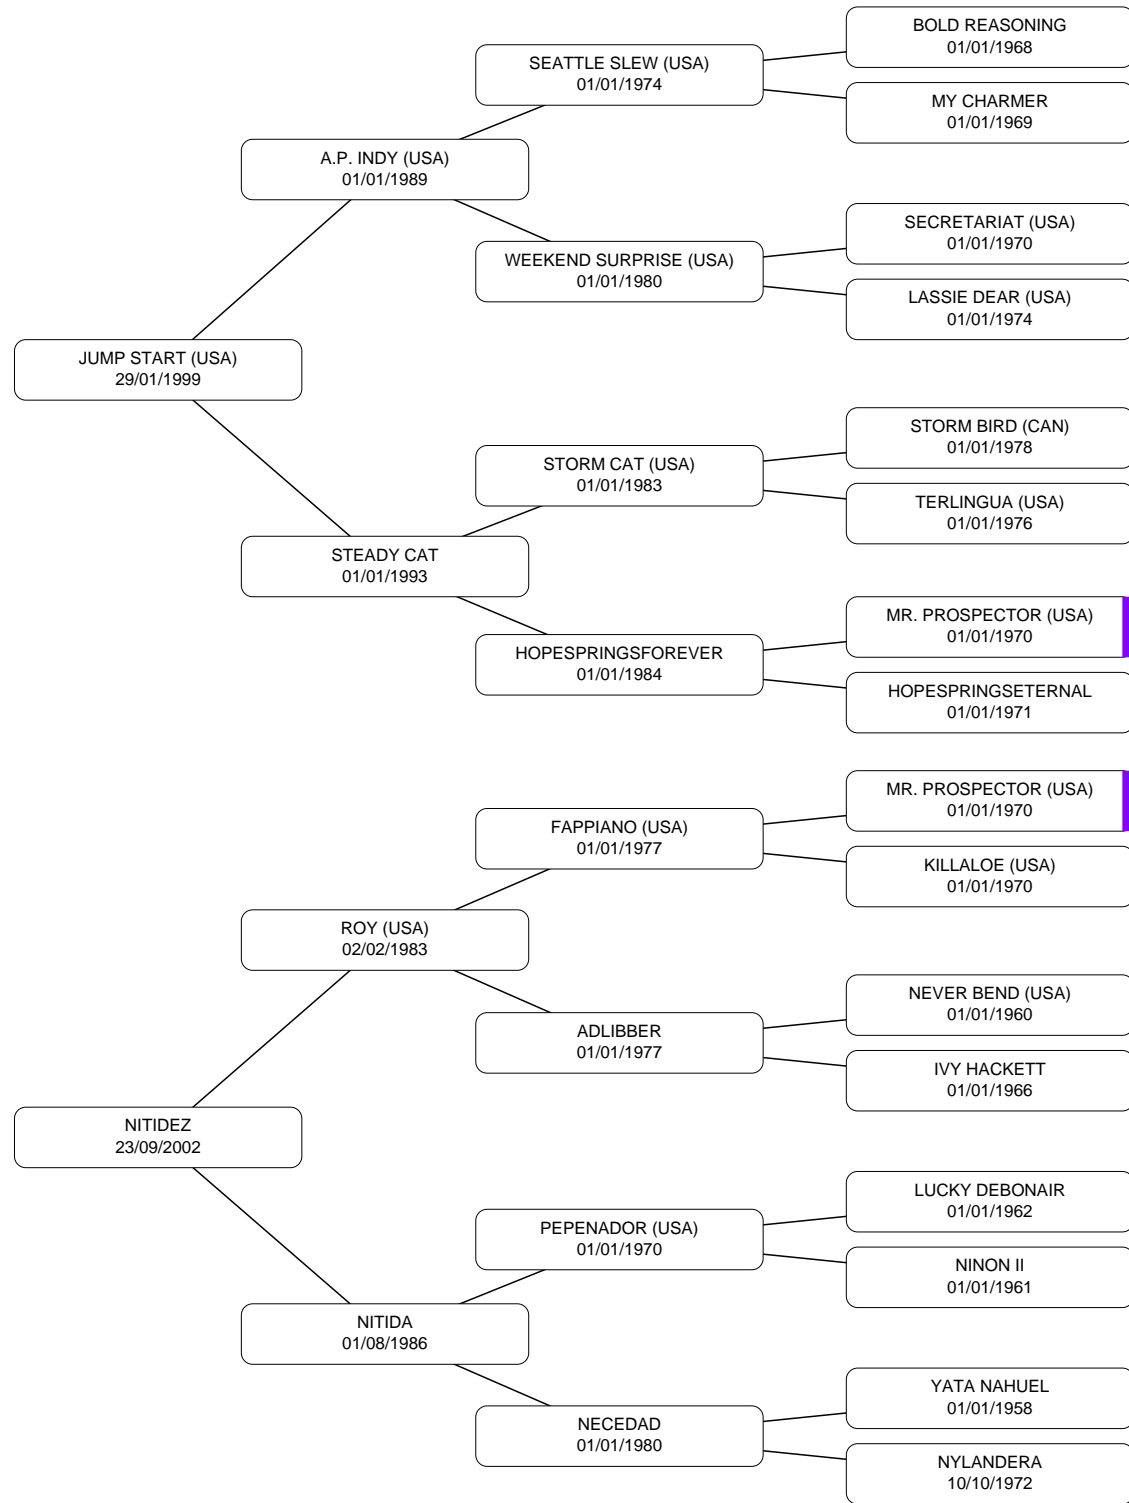 BOLD REASONING
01/01/1968
SEATTLE SLEW (USA)
01/01/1974
MY CHARMER
01/01/1969
A.P. INDY (USA)
01/01/1989
SECRETARIAT (USA)
01/01/1970
WEEKEND SURPRISE (USA)
01/01/1980
LASSIE DEAR (USA)
01/01/1974
JUMP START (USA)
29/01/1999
STORM BIRD (CAN)
01/01/1978
STORM CAT (USA)
01/01/1983
TERLINGUA (USA)
01/01/1976
STEADY CAT
01/01/1993
MR. PROSPECTOR (USA)
01/01/1970
HOPESPRINGSFOREVER
01/01/1984
HOPESPRINGSETERNAL
01/01/1971
MR. PROSPECTOR (USA)
01/01/1970
FAPPIANO (USA)
01/01/1977
KILLALOE (USA)
01/01/1970
ROY (USA)
02/02/1983
NEVER BEND (USA)
01/01/1960
ADLIBBER
01/01/1977
IVY HACKETT
01/01/1966
NITIDEZ
23/09/2002
LUCKY DEBONAIR
01/01/1962
PEPENADOR (USA)
01/01/1970
NINON II
01/01/1961
NITIDA
01/08/1986
YATA NAHUEL
01/01/1958
NECEDAD
01/01/1980
NYLANDERA
10/10/1972